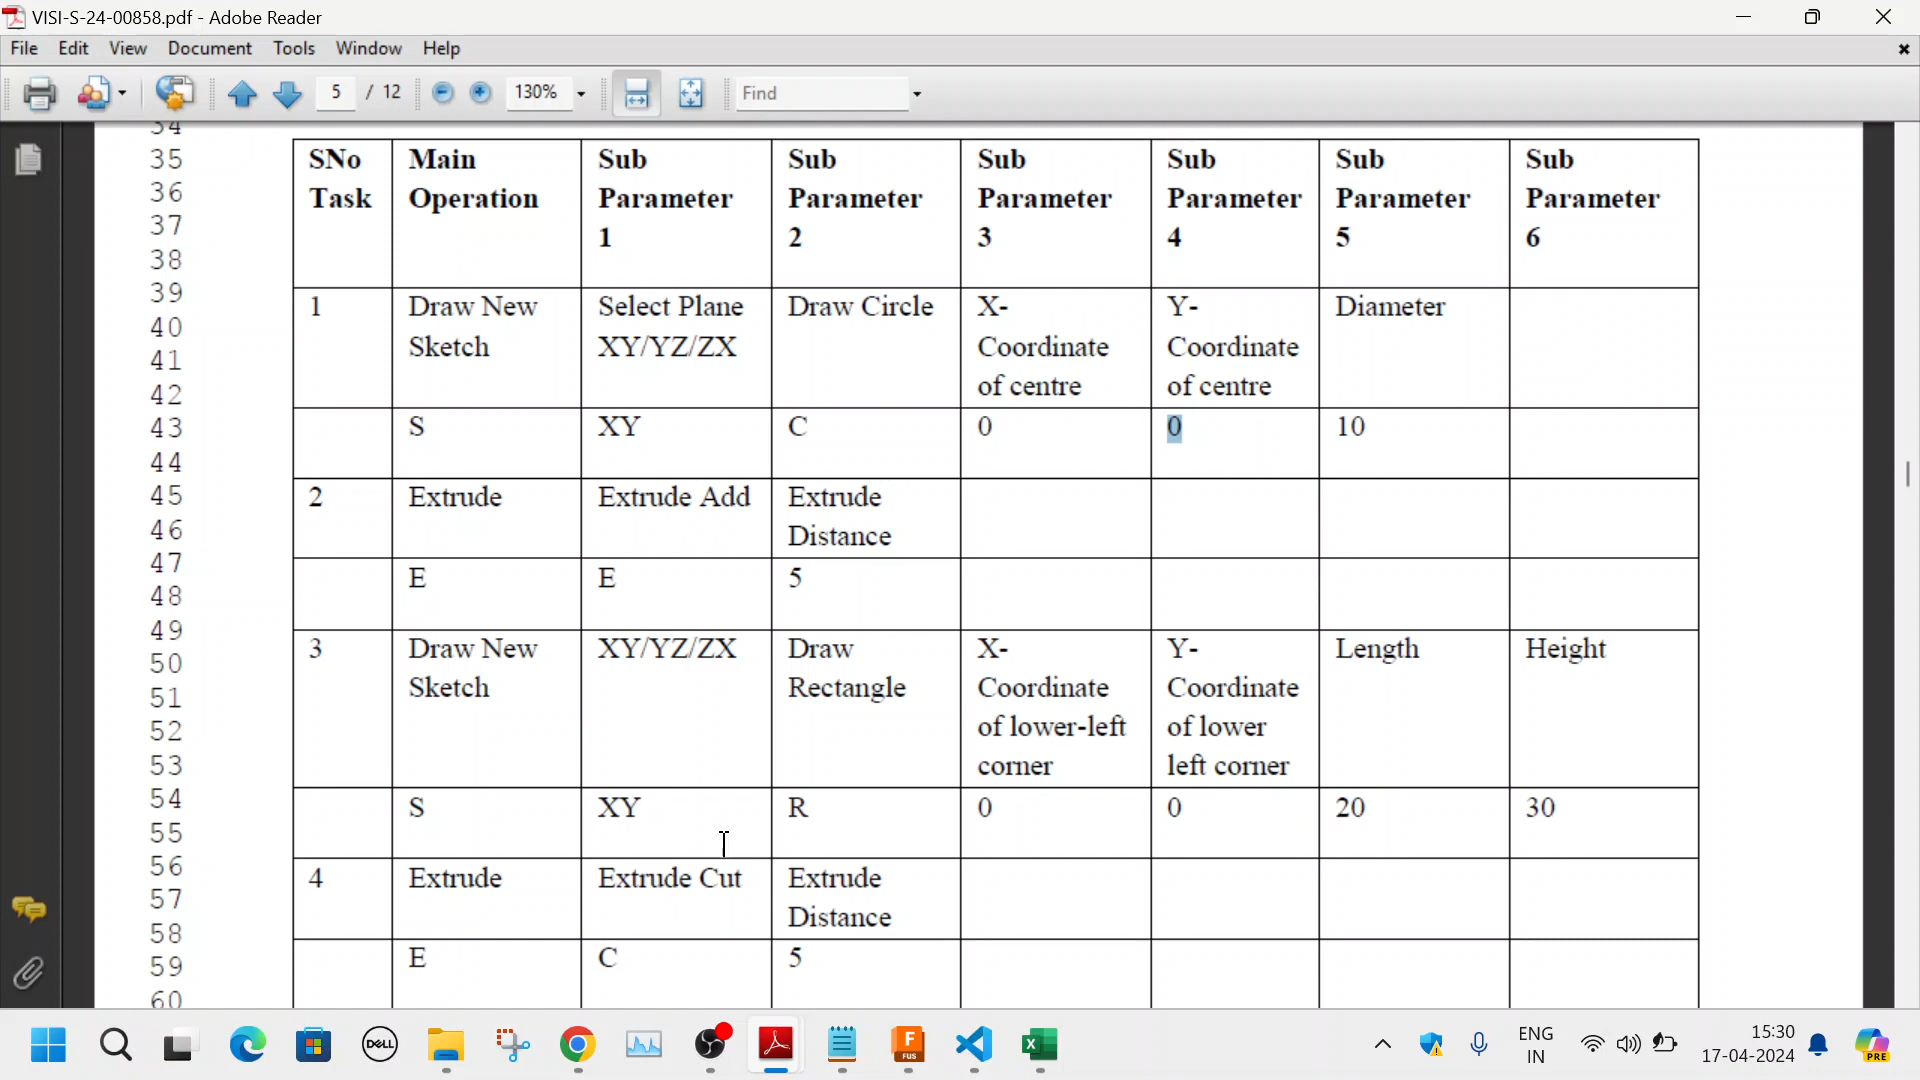 VISI-S-24-00858.pdf - Adobe Reader
File Edit View Document Tools Window Help
5 / 12 130% Find
34
35
36
37
38
39
40
41
42
43
44
45
46
47
48
49
50
51
52
53
54
55
56
57
58
59
60
SNo Task Main Operation Sub Parameter 1 Sub Parameter 2 Sub Parameter 3 Sub Parameter 4 Sub Parameter 5 Sub Parameter 6
1 Draw New Sketch Select Plane XY/YZ/ZX Draw Circle X-Coordinate of centre Y-Coordinate of centre Diameter
S XY C 0 0 10
2 Extrude Extrude Add Extrude Distance
E E 5
3 Draw New Sketch XY/YZ/ZX Draw Rectangle X-Coordinate of lower-left corner Y-Coordinate of lower left corner Length Height
S XY R 0 0 20 30
4 Extrude Extrude Cut Extrude Distance
E C 5
DELL
F
FUS
ENG
IN
15:30
17-04-2024
PRE